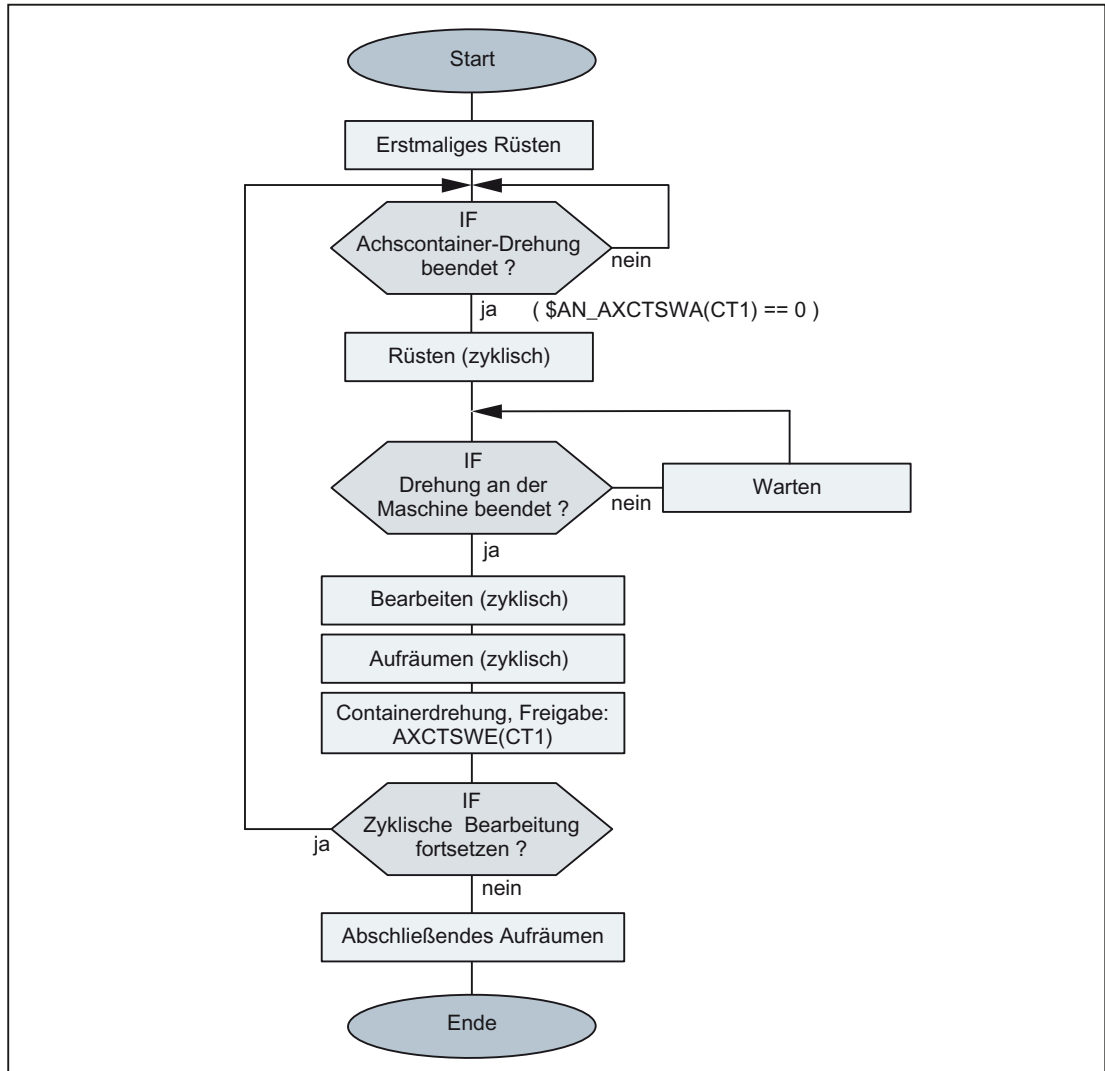 Start
Erstmaliges Rüsten
IF
Achscontainer-Drehung
beendet ?
nein
ja ( $AN_AXCTSWA(CT1) == 0 )
Rüsten (zyklisch)
IF
Drehung an der
Maschine beendet ?
nein
Warten
ja
Bearbeiten (zyklisch)
Aufräumen (zyklisch)
Containerdrehung, Freigabe:
AXCTSWE(CT1)
IF
Zyklische Bearbeitung
fortsetzen ?
ja
nein
Abschließendes Aufräumen
Ende